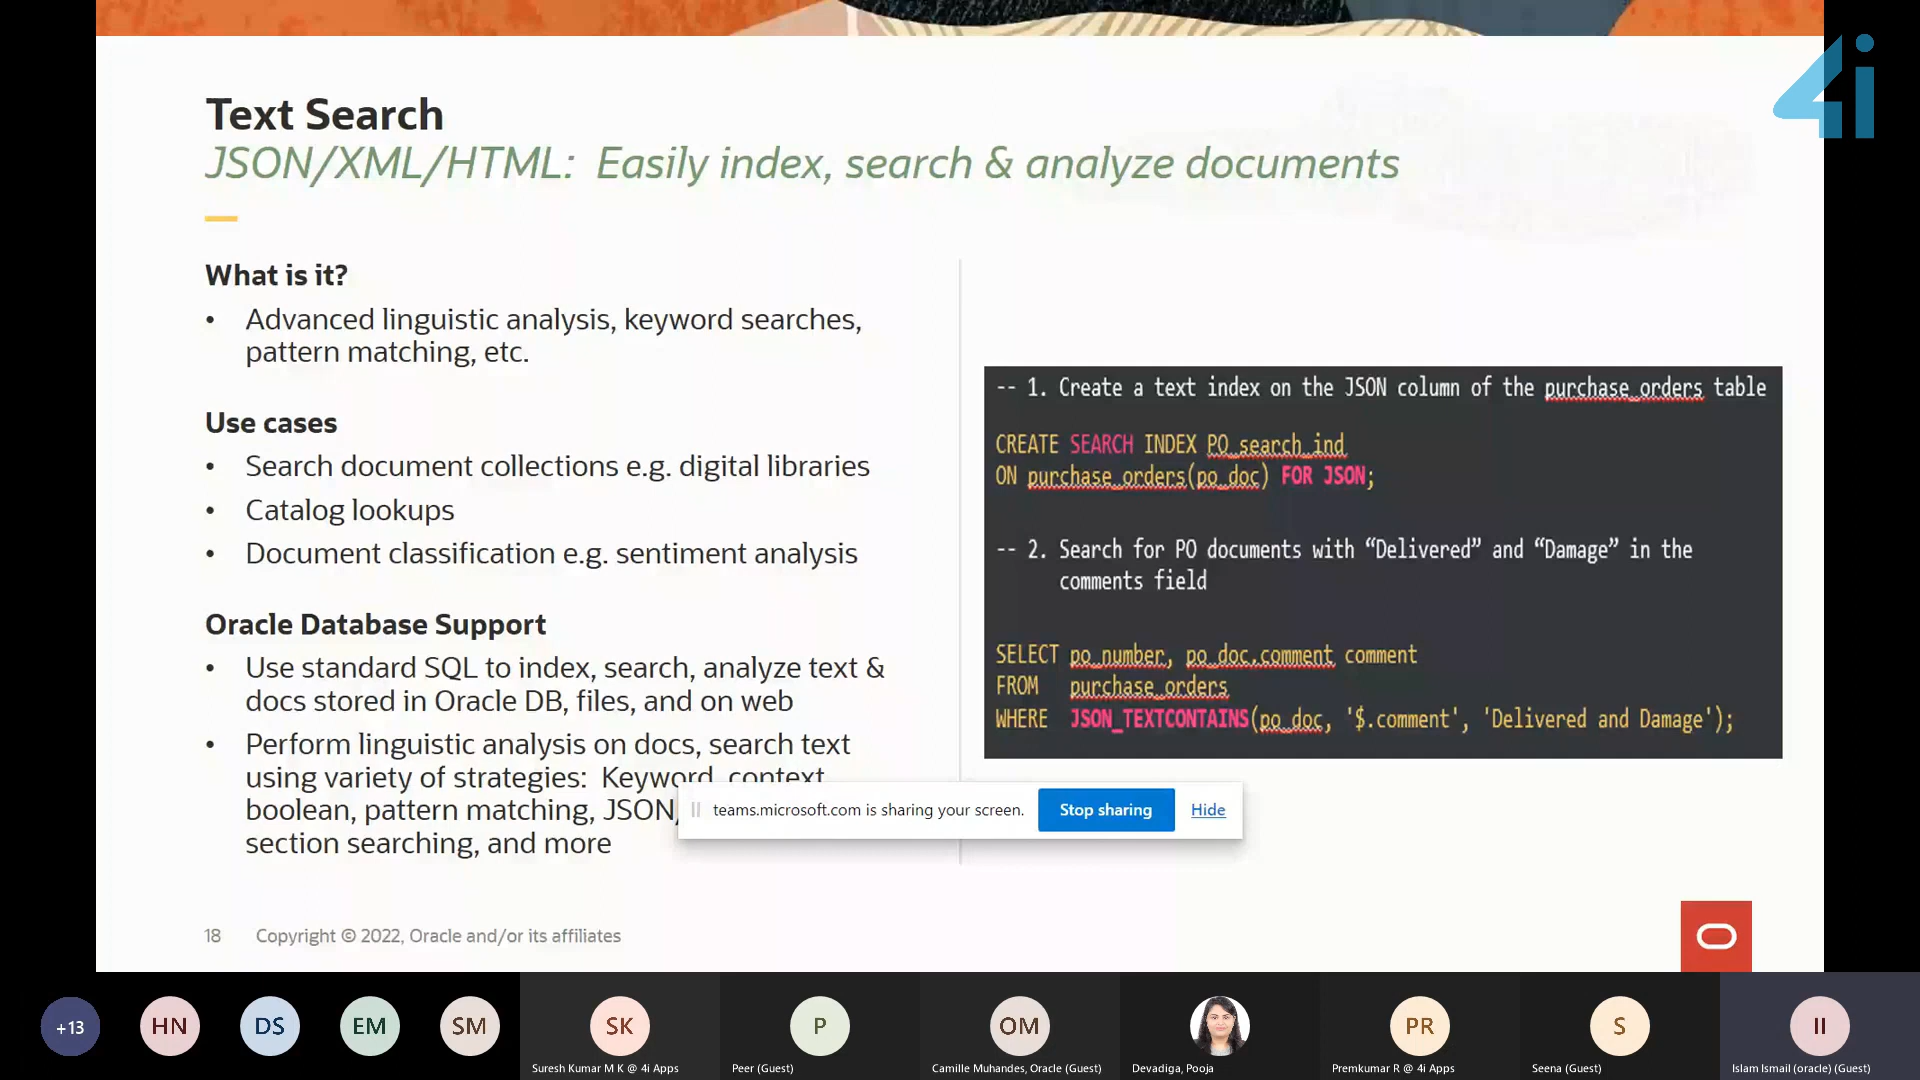 4i
Text Search
JSON/XML/HTML: Easily index, search & analyze documents
What is it?
• Advanced linguistic analysis, keyword searches,
pattern matching, etc.
Use cases
• Search document collections e.g. digital libraries
• Catalog lookups
• Document classification e.g. sentiment analysis
Oracle Database Support
• Use standard SQL to index, search, analyze text &
docs stored in Oracle DB, files, and on web
• Perform linguistic analysis on docs, search text
using variety of strategies: Keyword, context,
boolean, pattern matching, JSON/
section searching, and more
-- 1. Create a text index on the JSON column of the purchase_orders table
CREATE SEARCH INDEX PO_search_ind
ON purchase_orders(po_doc) FOR JSON;
-- 2. Search for PO documents with “Delivered” and “Damage” in the
comments field
SELECT po_number, po_doc.comment comment
FROM purchase_orders
WHERE JSON_TEXTCONTAINS(po_doc, '$.comment', 'Delivered and Damage');
teams.microsoft.com is sharing your screen.
Stop sharing
Hide
18 Copyright © 2022, Oracle and/or its affiliates
+13
HN
DS
EM
SM
SK
P
OM
PR
S
II
Suresh Kumar M K @ 4i Apps
Peer (Guest)
Camille Muhandes, Oracle (Guest)
Devadiga, Pooja
Premkumar R @ 4i Apps
Seena (Guest)
Islam Ismail (oracle) (Guest)